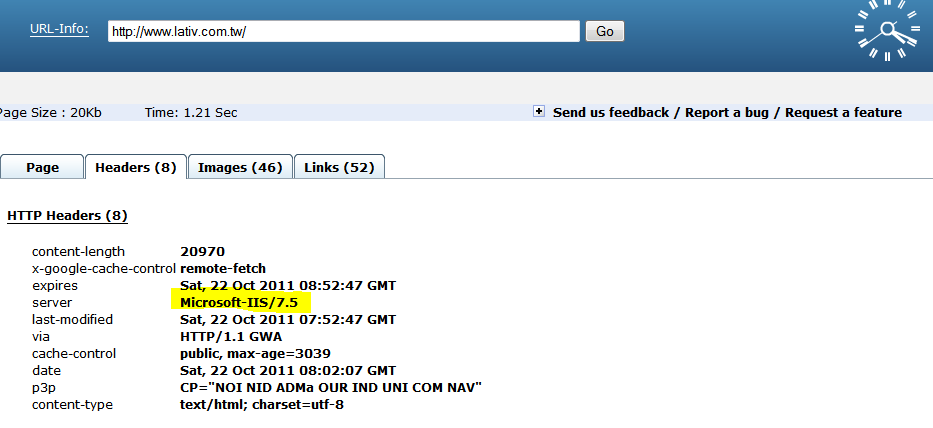 URL-Info: http://www.lativ.com.tw/ Go
Page Size : 20Kb Time: 1.21 Sec Send us feedback / Report a bug / Request a feature
Page Headers (8) Images (46) Links (52)
HTTP Headers (8)
content-length 20970
x-google-cache-control remote-fetch
expires Sat, 22 Oct 2011 08:52:47 GMT
server Microsoft-IIS/7.5
last-modified Sat, 22 Oct 2011 07:52:47 GMT
via HTTP/1.1 GWA
cache-control public, max-age=3039
date Sat, 22 Oct 2011 08:02:07 GMT
p3p CP="NOI NID ADMa OUR IND UNI COM NAV"
content-type text/html; charset=utf-8